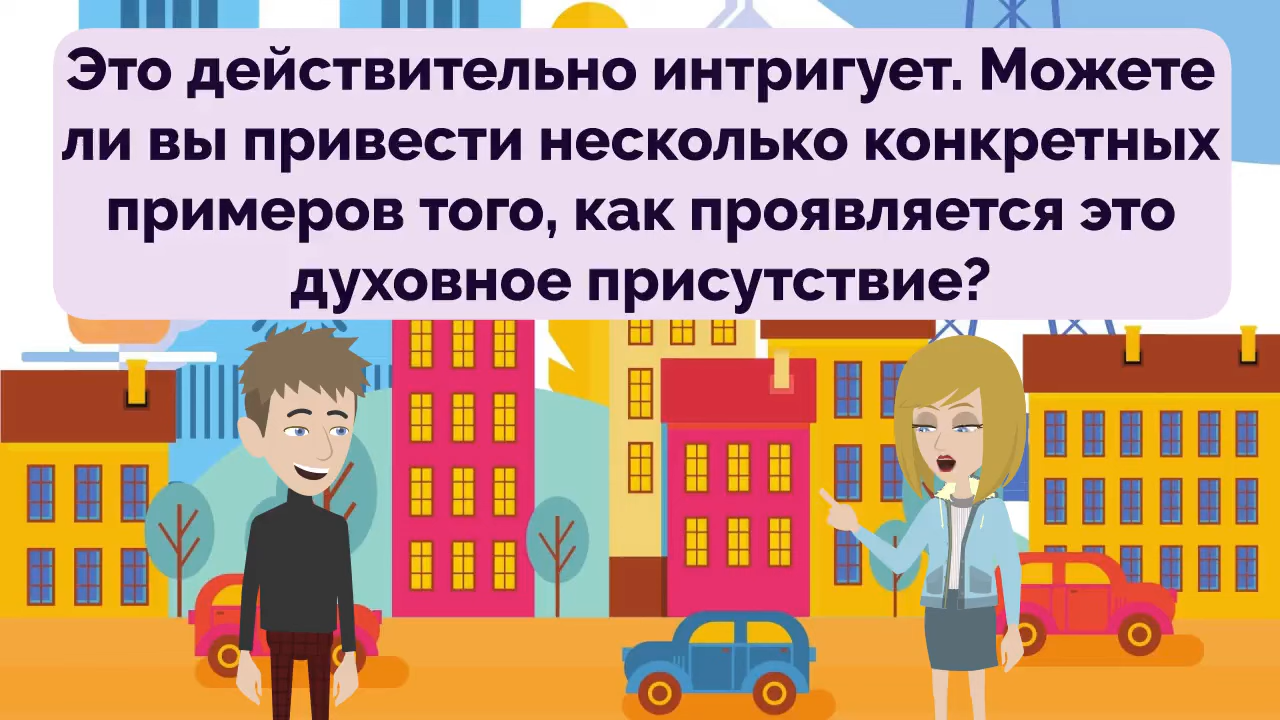 Это действительно интригует. Можете
ли вы привести несколько конкретных
примеров того, как проявляется это
духовное присутствие?